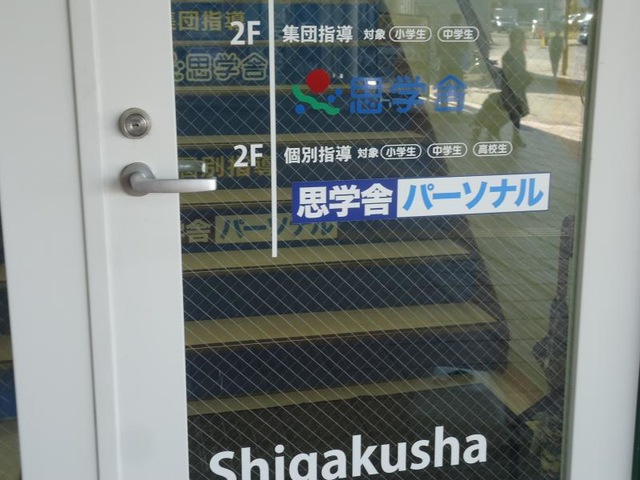 2F 集団指導 対象 小学生 中学生
思学舎
2F 個別指導 対象 小学生 中学生 高校生
思学舎 パーソナル
Shigakusha